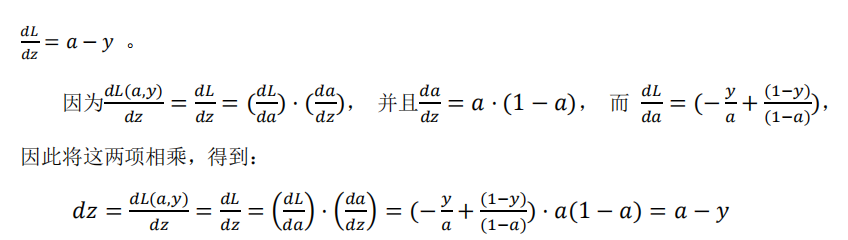 dL/dz = a − y 。
因为dL(a,y)/dz = dL/dz = (dL/da) · (da/dz)， 并且da/dz = a · (1 − a)， 而 dL/da = (−y/a + (1−y)/(1−a))，
因此将这两项相乘，得到：
dz = dL(a,y)/dz = dL/dz = (dL/da) · (da/dz) = (−y/a + (1−y)/(1−a)) · a(1 − a) = a − y